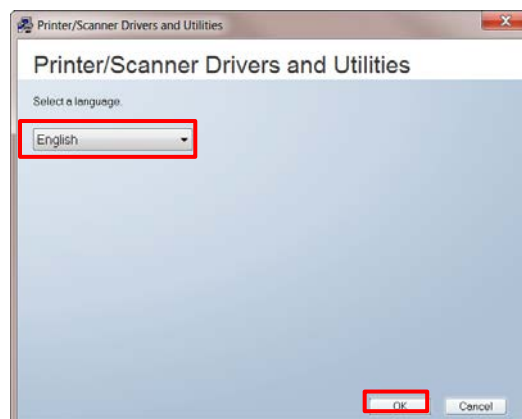 Printer/Scanner Drivers and Utilities
Printer/Scanner Drivers and Utilities
Select a language.
English
OK
Cancel